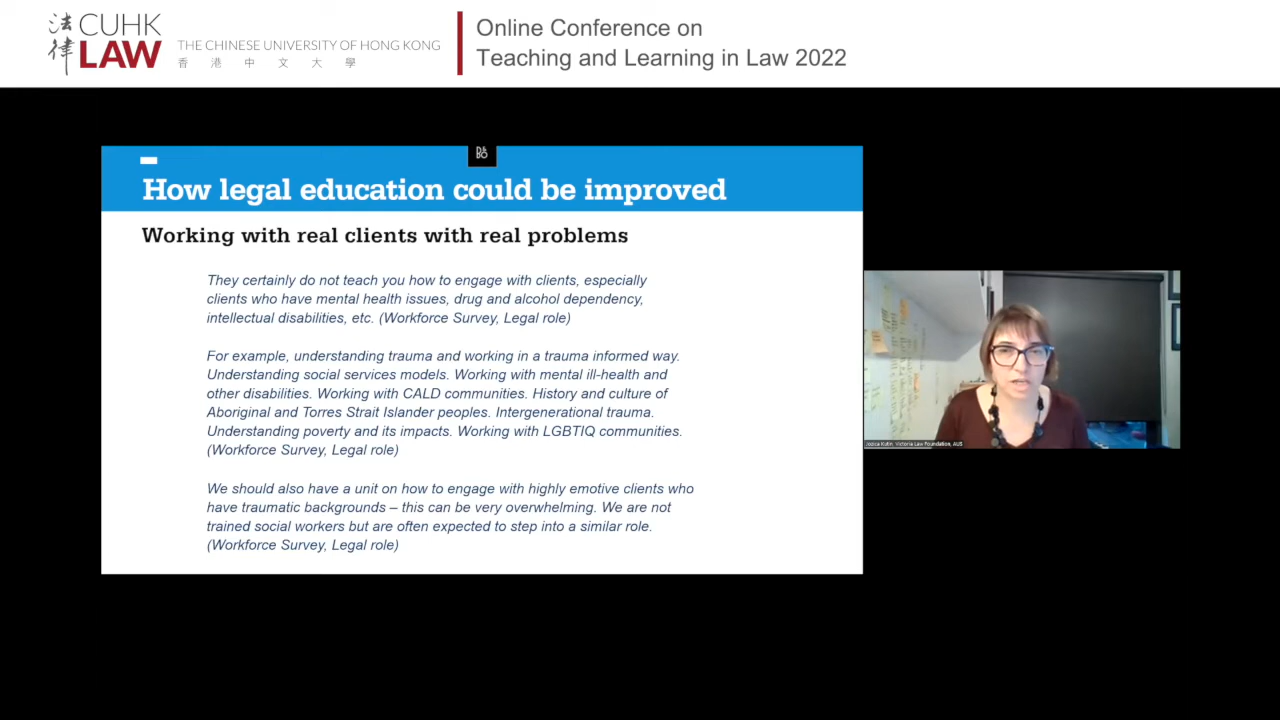 法律
CUHK
LAW
THE CHINESE UNIVERSITY OF HONG KONG
香港中文大學
Online Conference on
Teaching and Learning in Law 2022
How legal education could be improved
Working with real clients with real problems
They certainly do not teach you how to engage with clients, especially
clients who have mental health issues, drug and alcohol dependency,
intellectual disabilities, etc. (Workforce Survey, Legal role)
For example, understanding trauma and working in a trauma informed way.
Understanding social services models. Working with mental ill-health and
other disabilities. Working with CALD communities. History and culture of
Aboriginal and Torres Strait Islander peoples. Intergenerational trauma.
Understanding poverty and its impacts. Working with LGBTIQ communities.
(Workforce Survey, Legal role)
We should also have a unit on how to engage with highly emotive clients who
have traumatic backgrounds – this can be very overwhelming. We are not
trained social workers but are often expected to step into a similar role.
(Workforce Survey, Legal role)
Kutin, Victoria Law Foundation, AUS